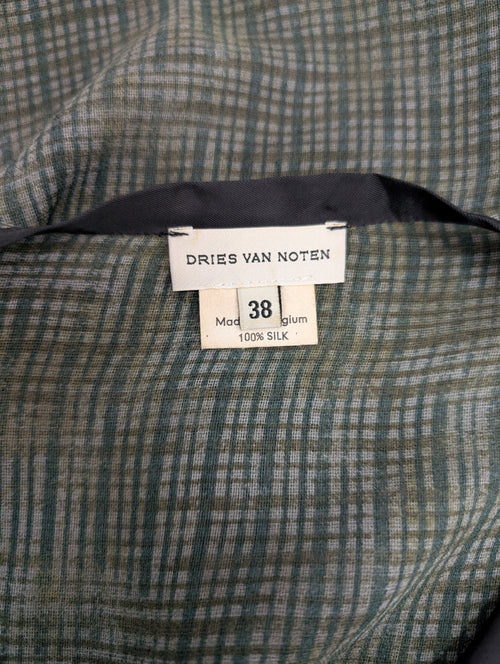 DRIES VAN NOTEN
38
Mad gium
100% SILK